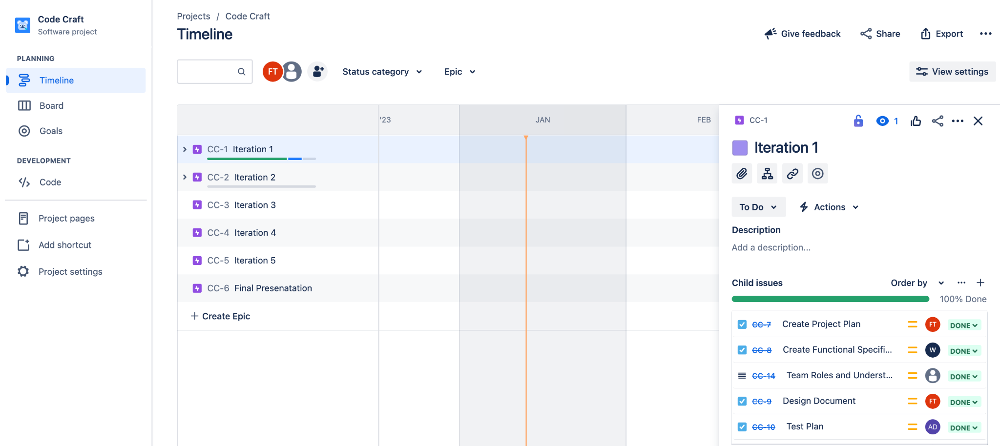 Code Craft
Software project
PLANNING
Timeline
Board
Goals
DEVELOPMENT
Code
Project pages
Add shortcut
Project settings
Projects / Code Craft
Timeline
Give feedback
Share
Export
FT
Status category
Epic
View settings
'23
JAN
FEB
CC-1 Iteration 1
CC-2 Iteration 2
CC-3 Iteration 3
CC-4 Iteration 4
CC-5 Iteration 5
CC-6 Final Presenatation
+ Create Epic
CC-1
1
Iteration 1
To Do
Actions
Description
Add a description...
Child issues
Order by
100% Done
CC-7 Create Project Plan FT DONE
CC-8 Create Functional Specifi... W DONE
CC-14 Team Roles and Underst... DONE
CC-9 Design Document FT DONE
CC-10 Test Plan AD DONE